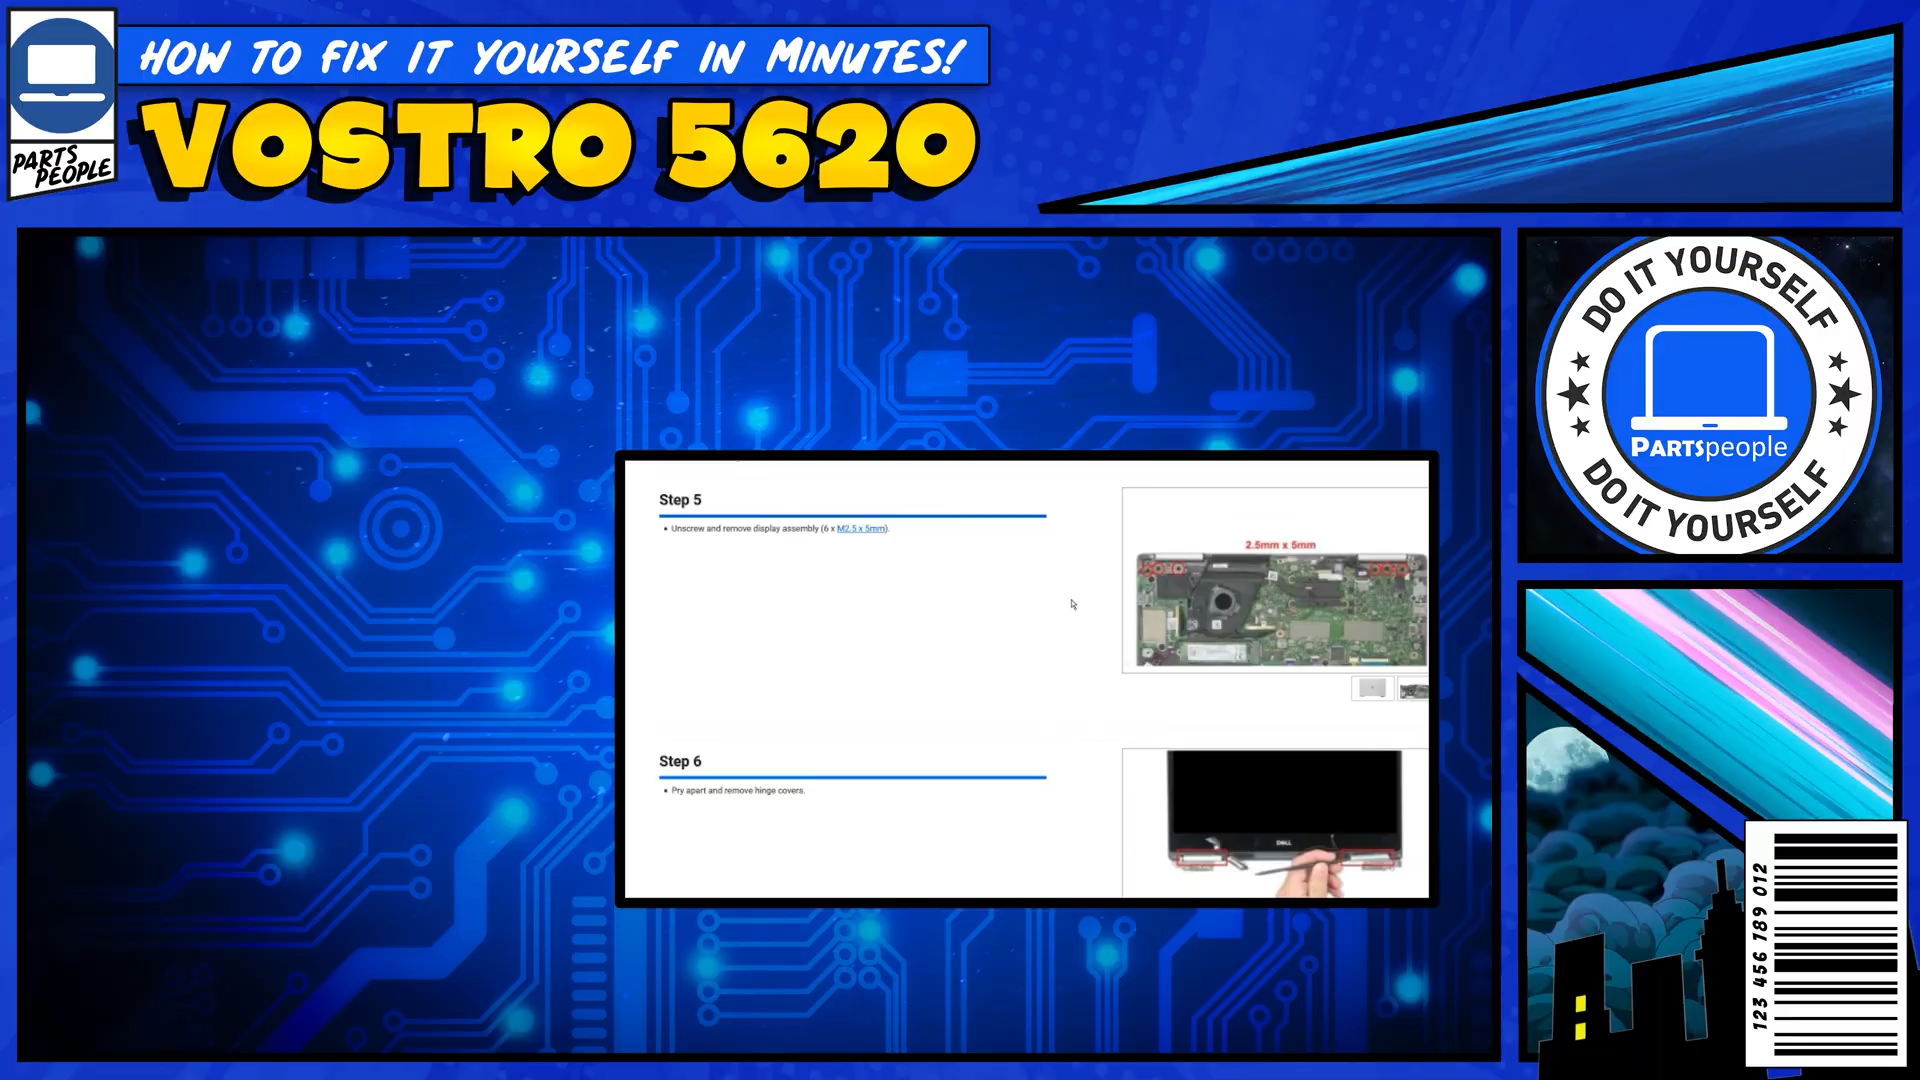 HOW TO FIX IT YOURSELF IN MINUTES!
VOSTRO 5620
PARTS
PEOPLE
DO IT YOURSELF
PARTSpeople
DO IT YOURSELF
Step 5
Unscrew and remove display assembly (6 x M2.5 x 5mm).
2.5mm x 5mm
Step 6
Pry apart and remove hinge covers.
DELL
123 456 789 012